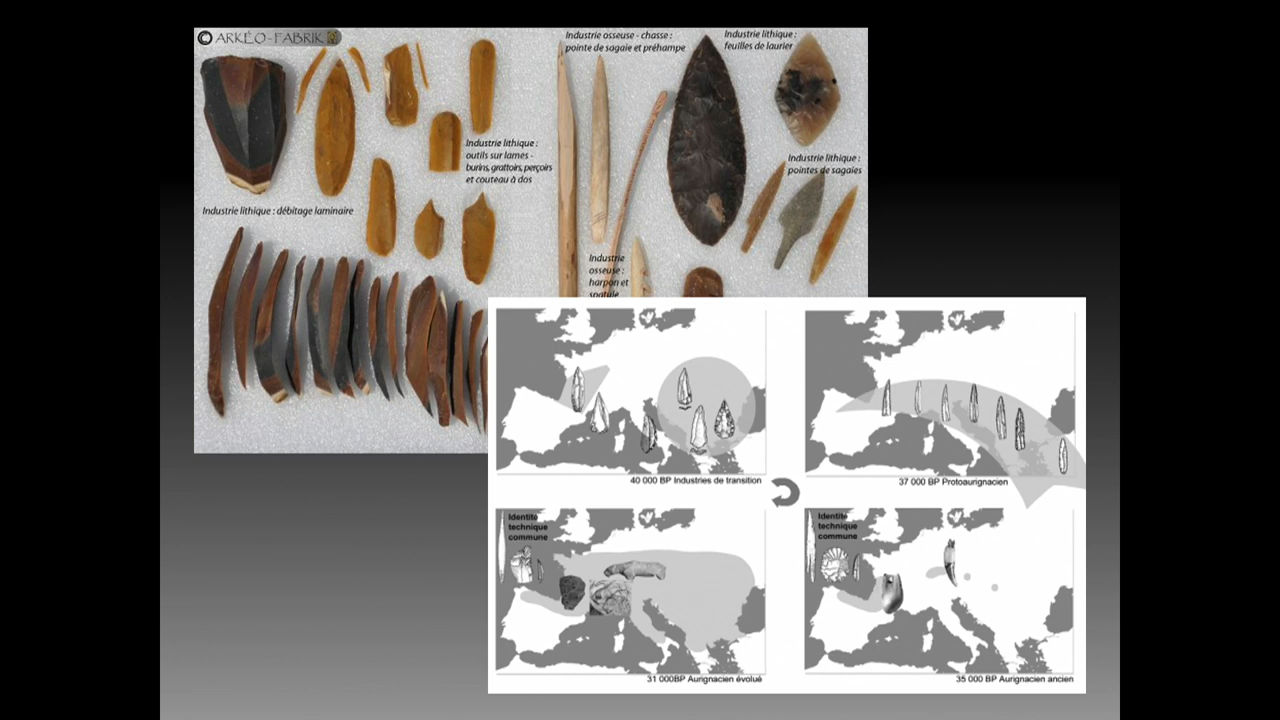 © ARKÉO-FABRIK
Industrie osseuse - chasse :
pointe de sagaie et préhampe
Industrie lithique :
feuilles de laurier
Industrie lithique :
outils sur lames -
burins, grattoirs, perçoirs
et couteau à dos
Industrie lithique :
pointes de sagaies
Industrie lithique : débitage laminaire
Industrie
osseuse :
harpon et
spatule
40 000 BP Industries de transition
37 000 BP Protoaurignacien
Identité
technique
commune
Identité
technique
commune
31 000BP Aurignacien évolué
35 000 BP Aurignacien ancien